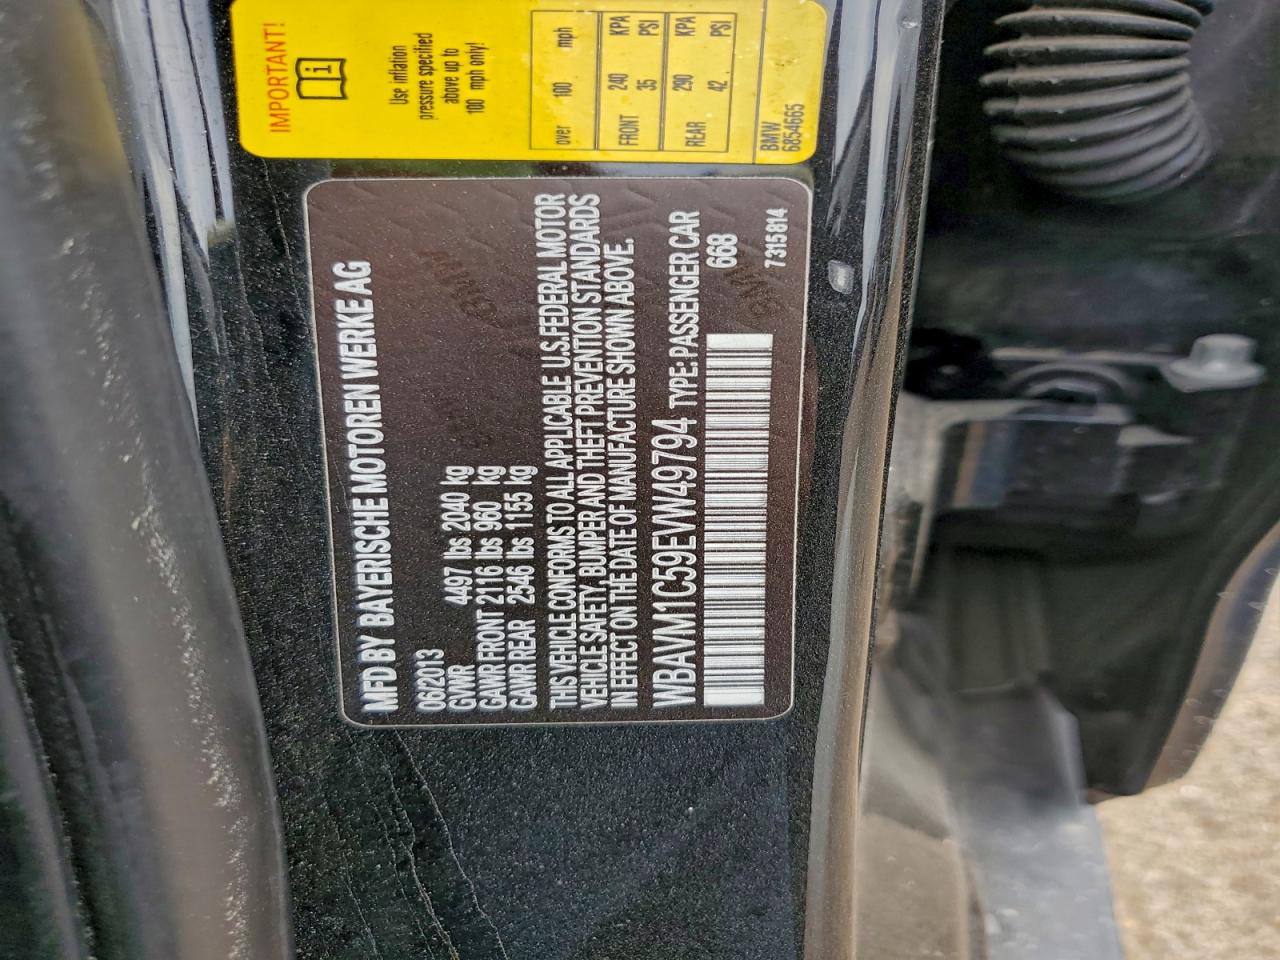 MFD BY BAYERISCHE MOTOREN WERKE AG
06/2013
GVWR 4497 lbs 2040 kg
GAWR FRONT 2116 lbs 960 kg
GAWR REAR 2546 lbs 1155 kg
THIS VEHICLE CONFORMS TO ALL APPLICABLE U.S.FEDERAL MOTOR
VEHICLE SAFETY, BUMPER AND THEFT PREVENTION STANDARDS
IN EFFECT ON THE DATE OF MANUFACTURE SHOWN ABOVE.
WBAVM1C59EVW49794 TYPE: PASSENGER CAR
668
7315814
IMPORTANT!
Use inflation
pressure specified
above up to
100 mph only!
over 100 mph
FRONT 240 KPA
35 PSI
REAR 290 KPA
42 PSI
BMW
6854665